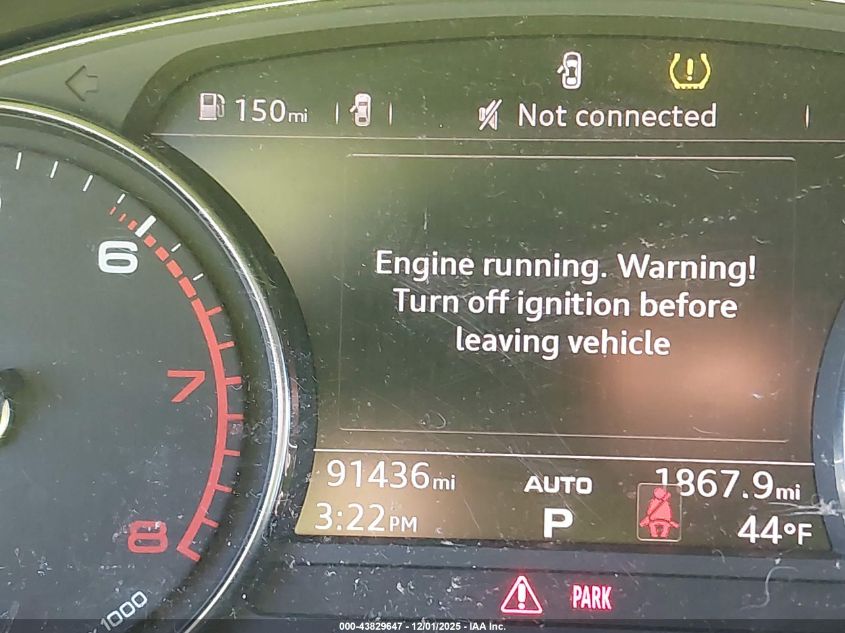 150mi
Not connected
Engine running. Warning!
Turn off ignition before
leaving vehicle
6
7
8
1000
91436mi
AUTO
1867.9mi
3:22PM
P
44°F
PARK
000-43829647 - 12/01/2025 - IAA Inc.